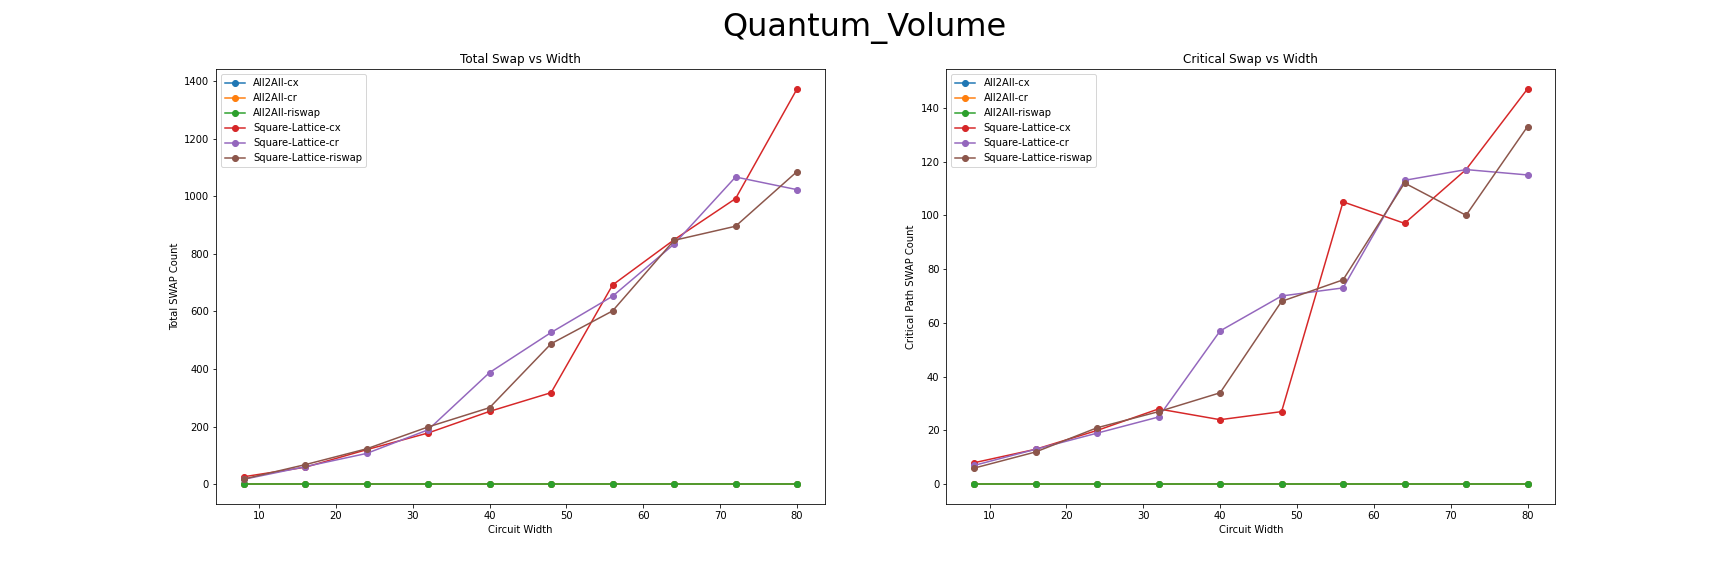 Quantum_Volume
Total Swap vs Width
1400
1200
1000
800
600
400
200
0
Total SWAP Count
All2All-cx
All2All-cr
All2All-riswap
Square-Lattice-cx
Square-Lattice-cr
Square-Lattice-riswap
10 20 30 40 50 60 70 80
Circuit Width
Critical Swap vs Width
140
120
100
80
60
40
20
0
Critical Path SWAP Count
All2All-cx
All2All-cr
All2All-riswap
Square-Lattice-cx
Square-Lattice-cr
Square-Lattice-riswap
10 20 30 40 50 60 70 80
Circuit Width